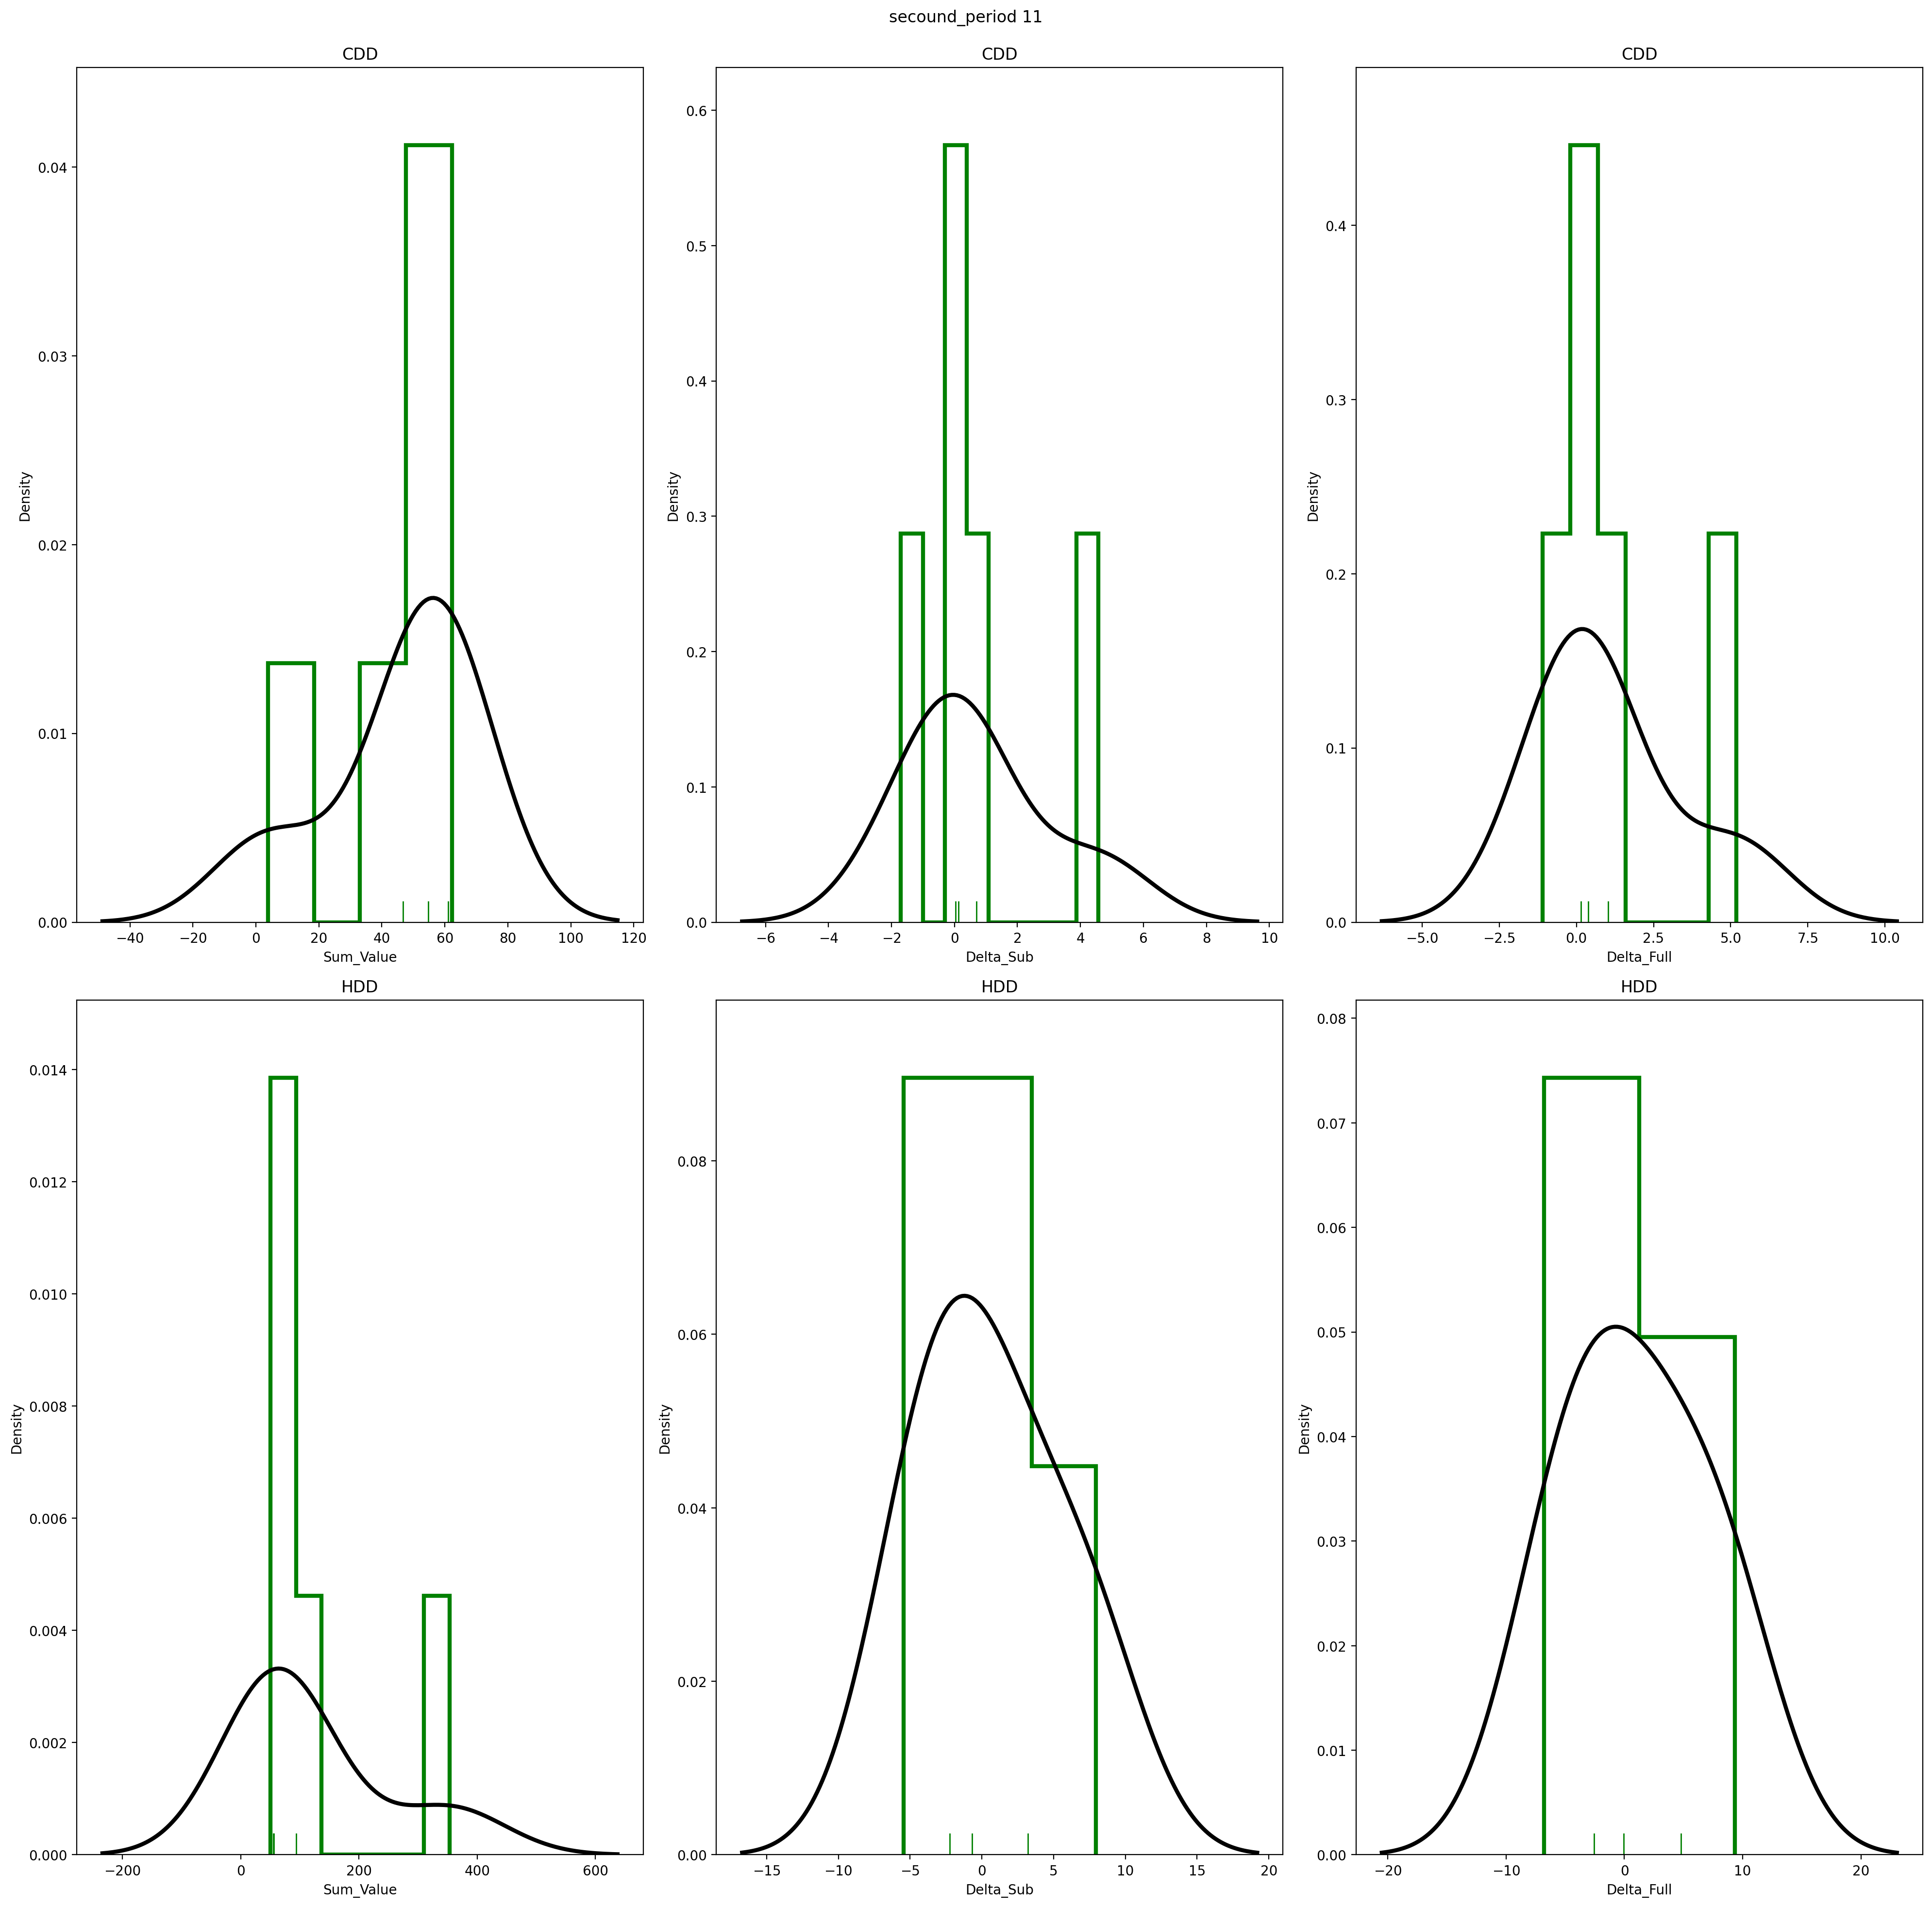 secound_period 11
CDD
CDD
CDD
0.04
0.03
0.02
0.01
0.00
Density
−40 −20 0 20 40 60 80 100 120
Sum_Value
0.6
0.5
0.4
0.3
0.2
0.1
0.0
Density
−6 −4 −2 0 2 4 6 8 10
Delta_Sub
0.4
0.3
0.2
0.1
0.0
Density
−5.0 −2.5 0.0 2.5 5.0 7.5 10.0
Delta_Full
HDD
HDD
HDD
0.014
0.012
0.010
0.008
0.006
0.004
0.002
0.000
Density
−200 0 200 400 600
Sum_Value
0.08
0.06
0.04
0.02
0.00
Density
−15 −10 −5 0 5 10 15 20
Delta_Sub
0.08
0.07
0.06
0.05
0.04
0.03
0.02
0.01
0.00
Density
−20 −10 0 10 20
Delta_Full